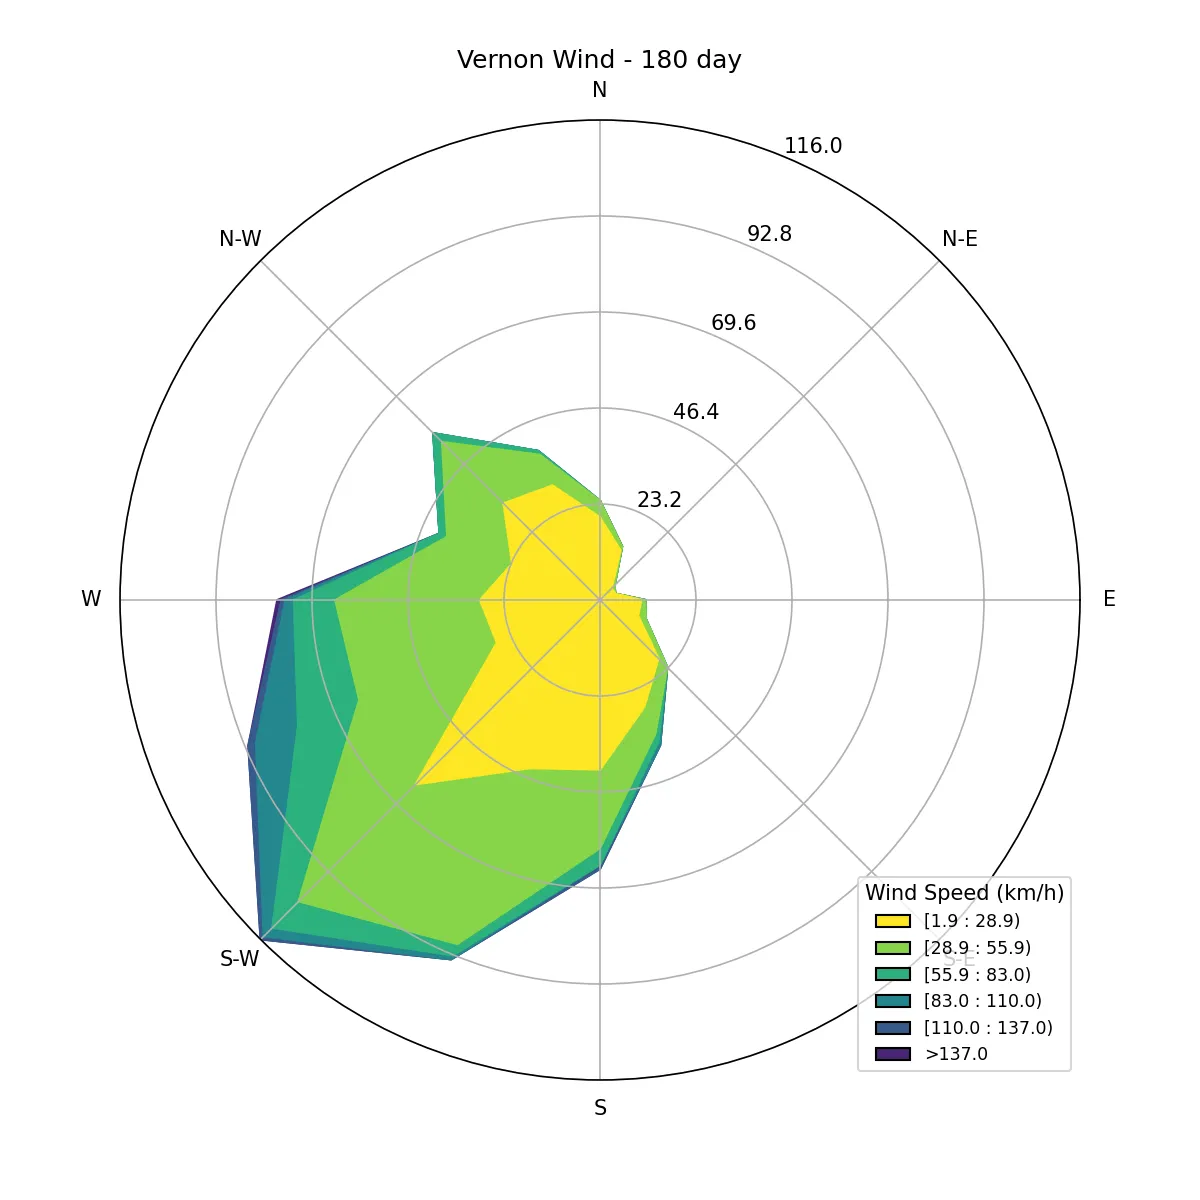 Vernon Wind - 180 day
N
116.0
92.8
N-W
N-E
69.6
46.4
23.2
W
E
S-W
S-E
Wind Speed (km/h)
[1.9 : 28.9)
[28.9 : 55.9)
[55.9 : 83.0)
[83.0 : 110.0)
[110.0 : 137.0)
>137.0
S